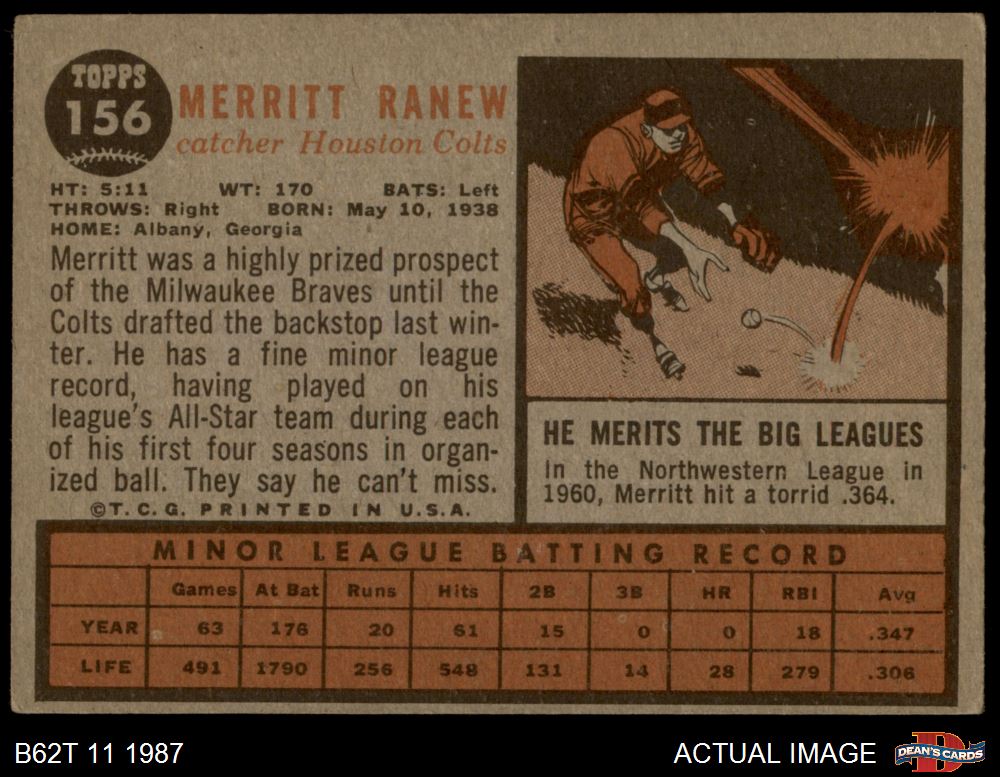 TOPPS
156
MERRITT RANEW
catcher Houston Colts
HT: 5:11 WT: 170 BATS: Left
THROWS: Right BORN: May 10, 1938
HOME: Albany, Georgia
Merritt was a highly prized prospect
of the Milwaukee Braves until the
Colts drafted the backstop last win-
ter. He has a fine minor league
record, having played on his
league's All-Star team during each
of his first four seasons in organ-
ized ball. They say he can't miss.
©T.C.G. PRINTED IN U.S.A.
HE MERITS THE BIG LEAGUES
In the Northwestern League in
1960, Merritt hit a torrid .364.
MINOR LEAGUE BATTING RECORD
Games At Bat Runs Hits 2B 3B HR RBI Avg
YEAR 63 176 20 61 15 0 0 18 .347
LIFE 491 1790 256 548 131 14 28 279 .306
B62T 11 1987
ACTUAL IMAGE
DEAN'S CARDS